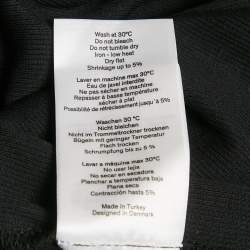 Wash at 30°C
Do not bleach
Do not tumble dry
Iron - low heat
Dry flat
Shrinkage up to 5%
Laver en machine max 30°C
Eau de javel interdite
Ne pas sécher en machine
Repasser à basse température
sécher à plat
Possibilité de rétrécissement jusqu'à 5%
Waschen 30 °C
Nicht bleichen
Nicht im Trommeltrockner trocknen
Bügeln mit geringer Temperatur
Flach trocknen
Schrumpfung bis zu 5 %
Lavar a máquina max 30°C
No usar lejia
No secar en secadora
Planchar a temperatura baja
Plana seca
Contracción hasta 5%
Made in Turkey
Designed in Denmark